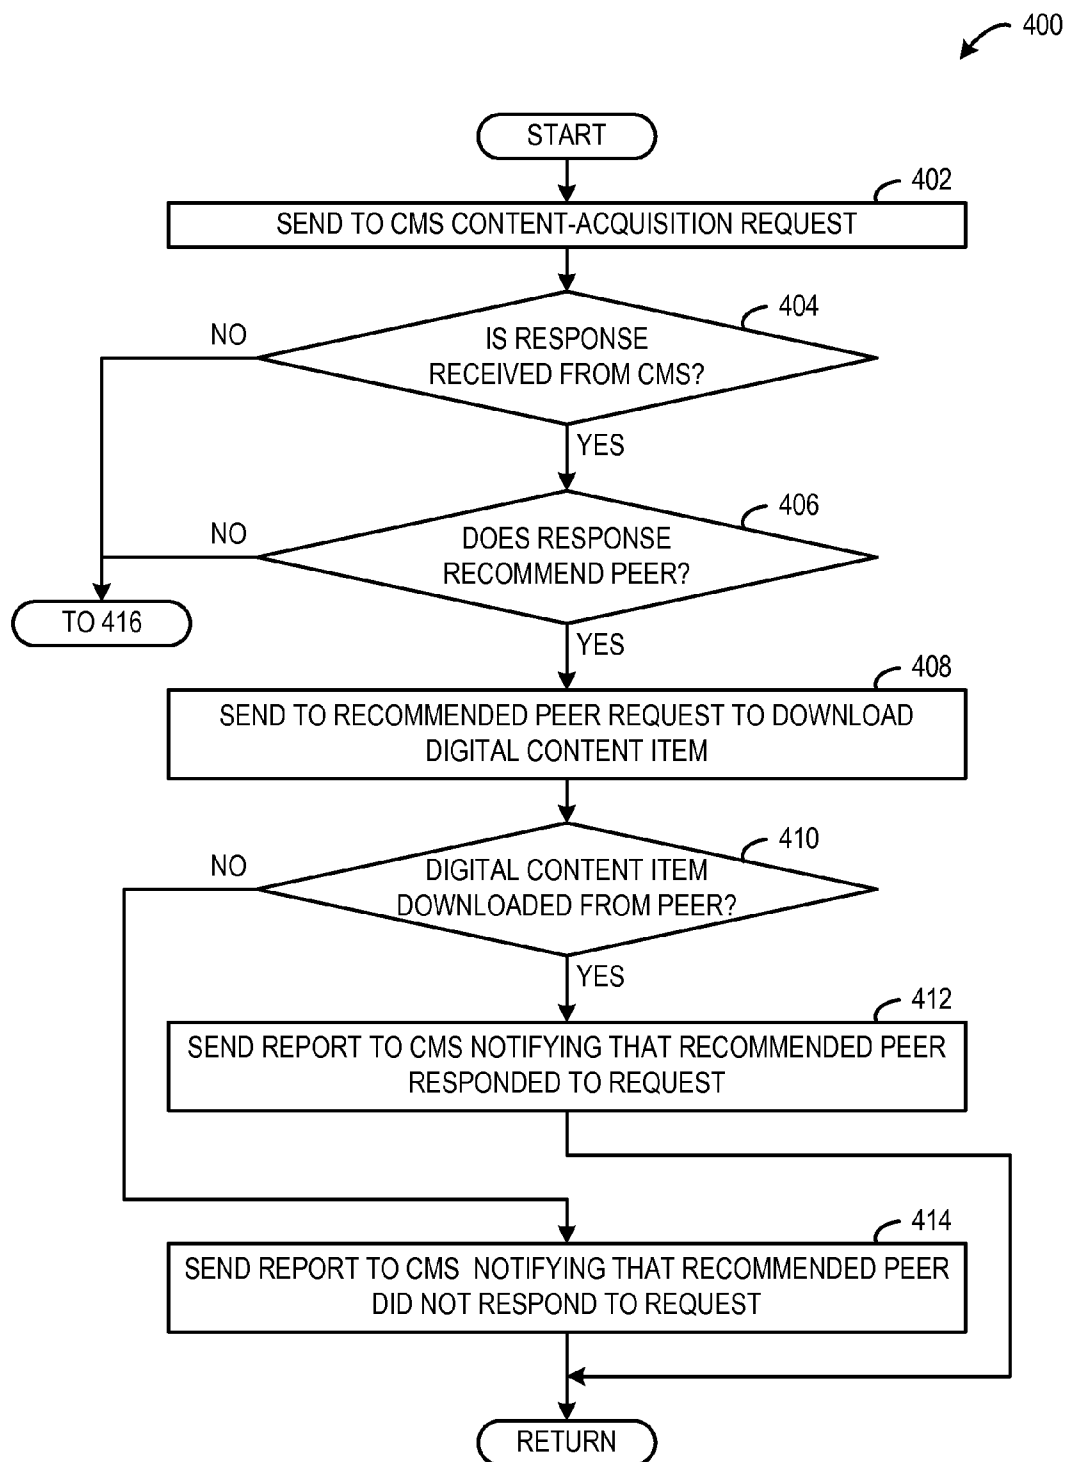 400
START
402
SEND TO CMS CONTENT-ACQUISITION REQUEST
404
NO
IS RESPONSE
RECEIVED FROM CMS?
YES
406
NO
DOES RESPONSE
RECOMMEND PEER?
TO 416
YES
408
SEND TO RECOMMENDED PEER REQUEST TO DOWNLOAD
DIGITAL CONTENT ITEM
410
NO
DIGITAL CONTENT ITEM
DOWNLOADED FROM PEER?
YES
412
SEND REPORT TO CMS NOTIFYING THAT RECOMMENDED PEER
RESPONDED TO REQUEST
414
SEND REPORT TO CMS NOTIFYING THAT RECOMMENDED PEER
DID NOT RESPOND TO REQUEST
RETURN